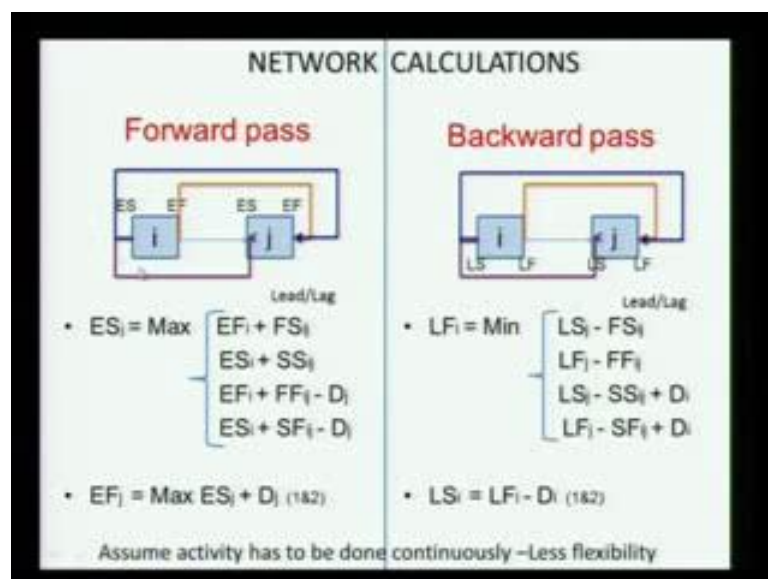 NETWORK CALCULATIONS
Forward pass
ES EF ES EF
i j
Lead/Lag
• ESj = Max
EFi + FSij
ESi + SSij
EFi + FFij - Dj
ESi + SFij - Dj
• EFj = Max ESj + Dj (1&2)
Backward pass
i j
LS LF LS LF
Lead/Lag
• LFi = Min
LSj - FSij
LFj - FFij
LSj - SSij + Di
LFj - SFij + Di
• LSi = LFi - Di (1&2)
Assume activity has to be done continuously –Less flexibility